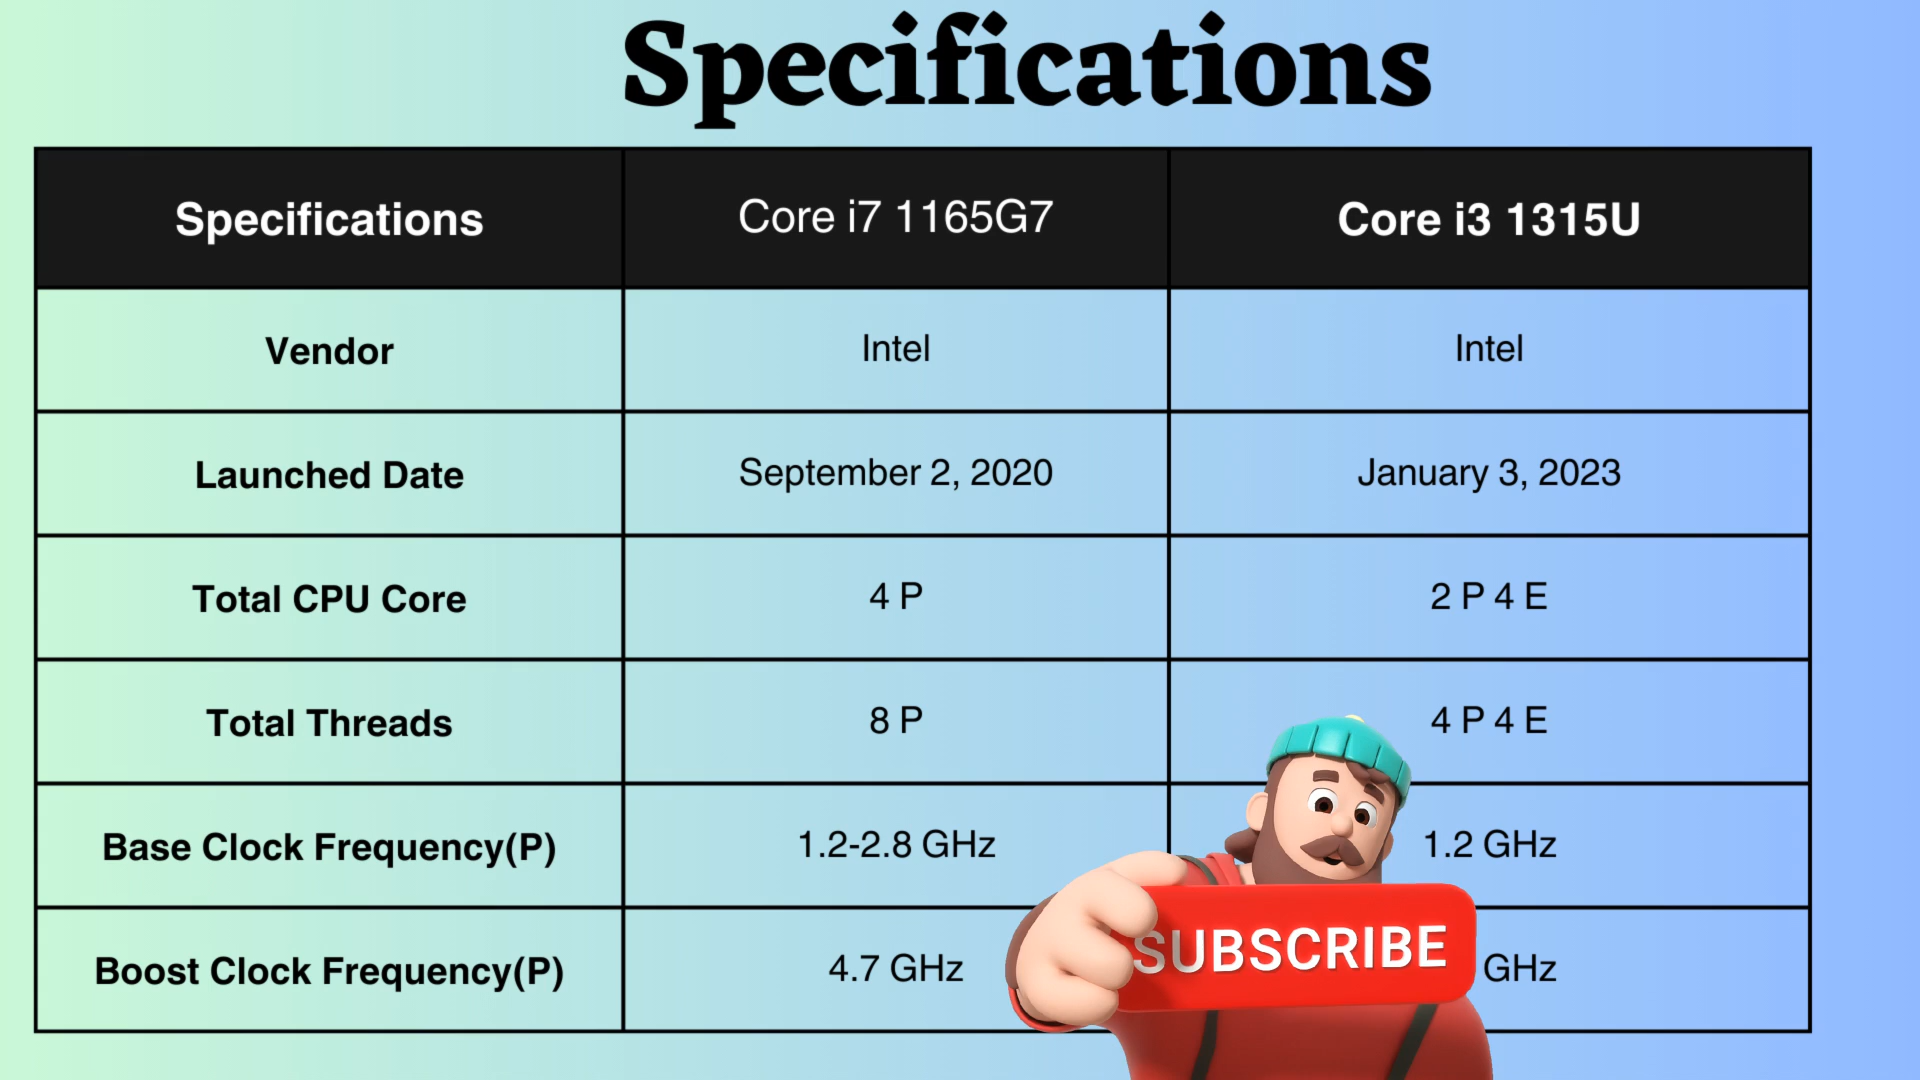 Specifications
Specifications Core i7 1165G7 Core i3 1315U
Vendor Intel Intel
Launched Date September 2, 2020 January 3, 2023
Total CPU Core 4 P 2 P 4 E
Total Threads 8 P 4 P 4 E
Base Clock Frequency(P) 1.2-2.8 GHz 1.2 GHz
Boost Clock Frequency(P) 4.7 GHz GHz
SUBSCRIBE